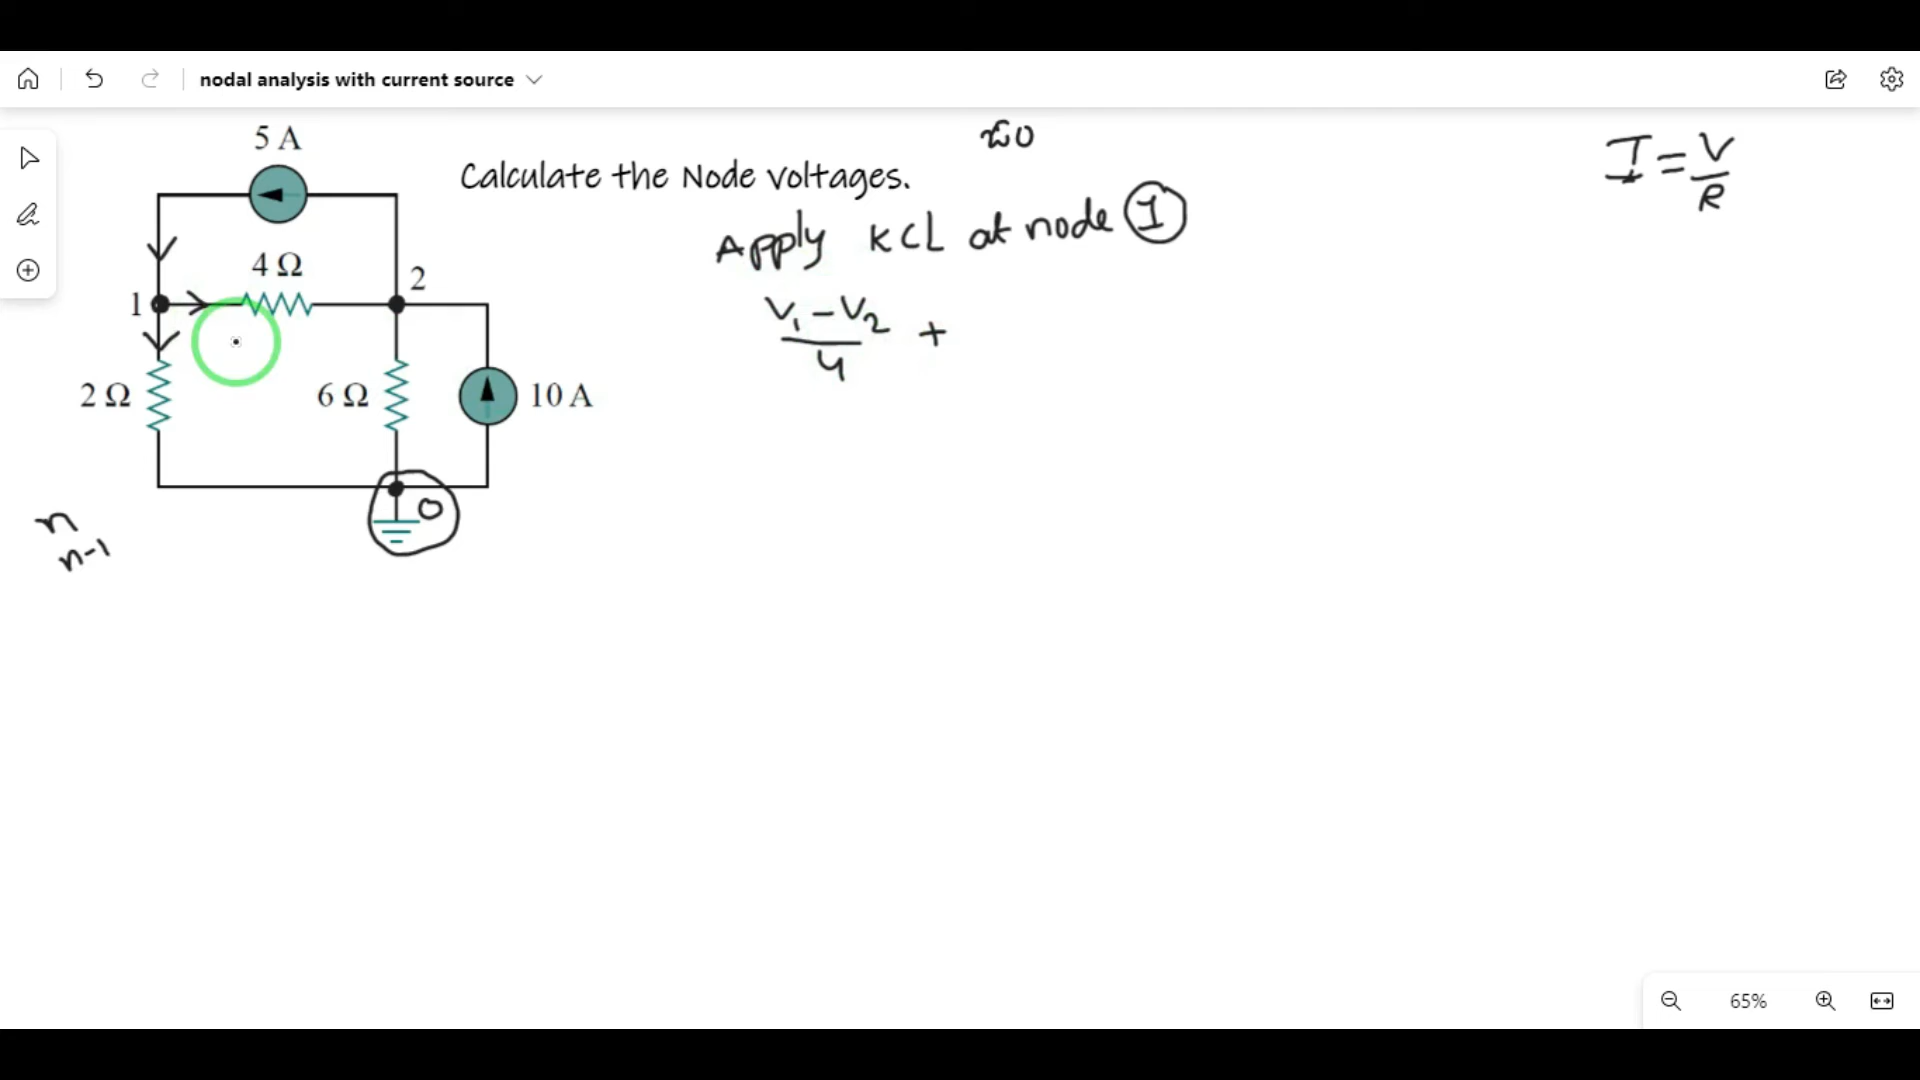 nodal analysis with current source
5 A
Calculate the Node voltages.
I = V/R
Apply KCL at node ①
4 Ω
2
1
V₁ - V₂ / 4 +
2 Ω
6 Ω
10 A
0
n
n-1
65%